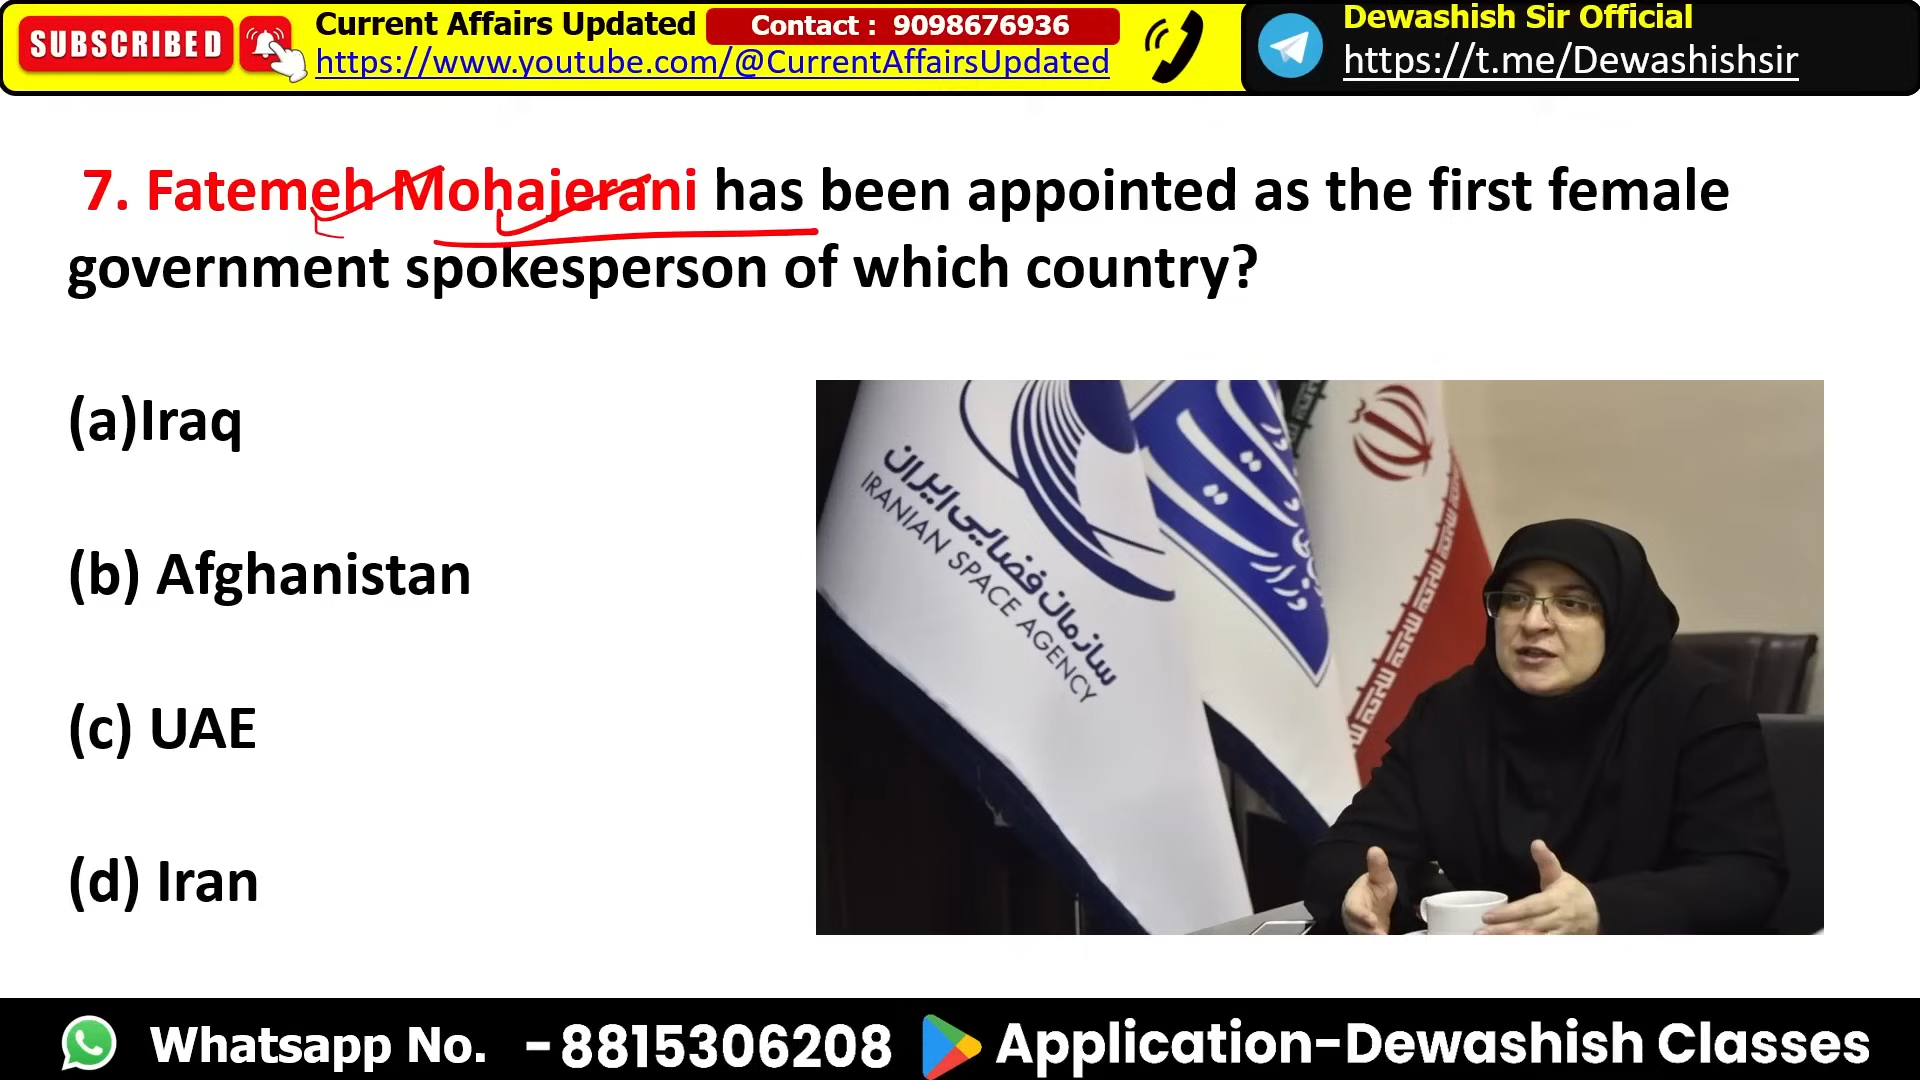 SUBSCRIBED
Current Affairs Updated
Contact : 9098676936
https://www.youtube.com/@CurrentAffairsUpdated
Dewashish Sir Official
https://t.me/Dewashishsir
7. Fatemeh Mohajerani has been appointed as the first female
government spokesperson of which country?
(a)Iraq
(b) Afghanistan
(c) UAE
(d) Iran
سازمان فضایی ایران
IRANIAN SPACE AGENCY
Whatsapp No. -8815306208
Application-Dewashish Classes